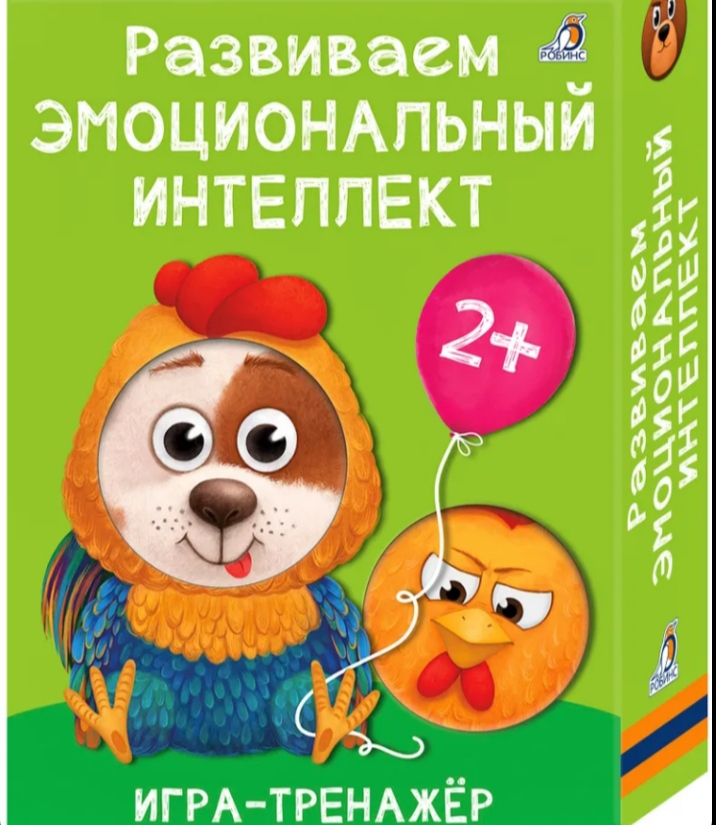 Развиваем
ЭМОЦИОНАЛЬНЫЙ
ИНТЕЛЛЕКТ
РОБИНС
2+
ИГРА-ТРЕНАЖЁР
Развиваем
ЭМОЦИОНАЛЬНЫЙ
ИНТЕЛЛЕКТ
РОБИНС